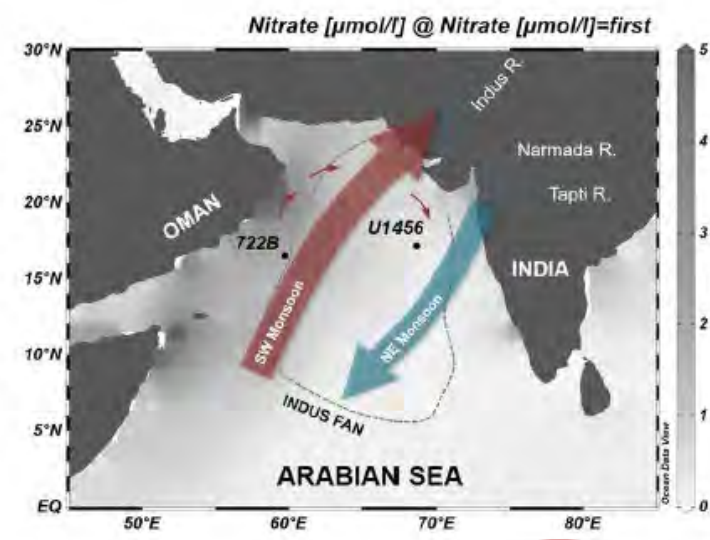 Nitrate [µmol/l] @ Nitrate [µmol/l]=first
30°N
25°N
20°N
15°N
10°N
5°N
EQ
50°E
60°E
70°E
80°E
5
4
3
2
1
0
Indus R.
Narmada R.
Tapti R.
OMAN
722B
U1456
INDIA
SW Monsoon
NE Monsoon
INDUS FAN
ARABIAN SEA
Ocean Data View